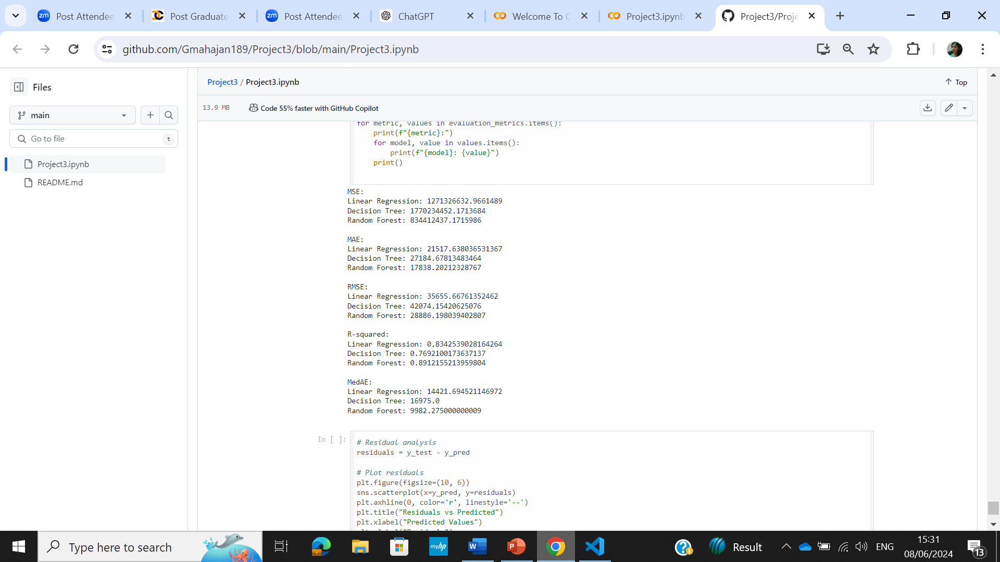 Post Attendee
Post Graduate
Post Attendee
ChatGPT
Welcome To C
Project3.ipynb
Project3/Proje
github.com/Gmahajan189/Project3/blob/main/Project3.ipynb
Files
main
Go to file
t
Project3.ipynb
README.md
Project3 / Project3.ipynb
Top
13.9 MB
Code 55% faster with GitHub Copilot
for metric, values in evaluation_metrics.items():
print(f"{metric}:")
for model, value in values.items():
print(f"{model}: {value}")
print()
MSE:
Linear Regression: 1271326632.9661489
Decision Tree: 1770234452.1713684
Random Forest: 834412437.1715986
MAE:
Linear Regression: 21517.638036531367
Decision Tree: 27184.67813483464
Random Forest: 17838.20212328767
RMSE:
Linear Regression: 35655.66761352462
Decision Tree: 42074.15420625076
Random Forest: 28886.198039402807
R-squared:
Linear Regression: 0.8342539028164264
Decision Tree: 0.7692100173637137
Random Forest: 0.8912155213959804
MedAE:
Linear Regression: 14421.694521146972
Decision Tree: 16975.0
Random Forest: 9982.275000000009
In [ ]:
# Residual analysis
residuals = y_test - y_pred
# Plot residuals
plt.figure(figsize=(10, 6))
sns.scatterplot(x=y_pred, y=residuals)
plt.axhline(0, color='r', linestyle='--')
plt.title("Residuals vs Predicted")
plt.xlabel("Predicted Values")
Type here to search
Result
ENG
15:31
08/06/2024
13